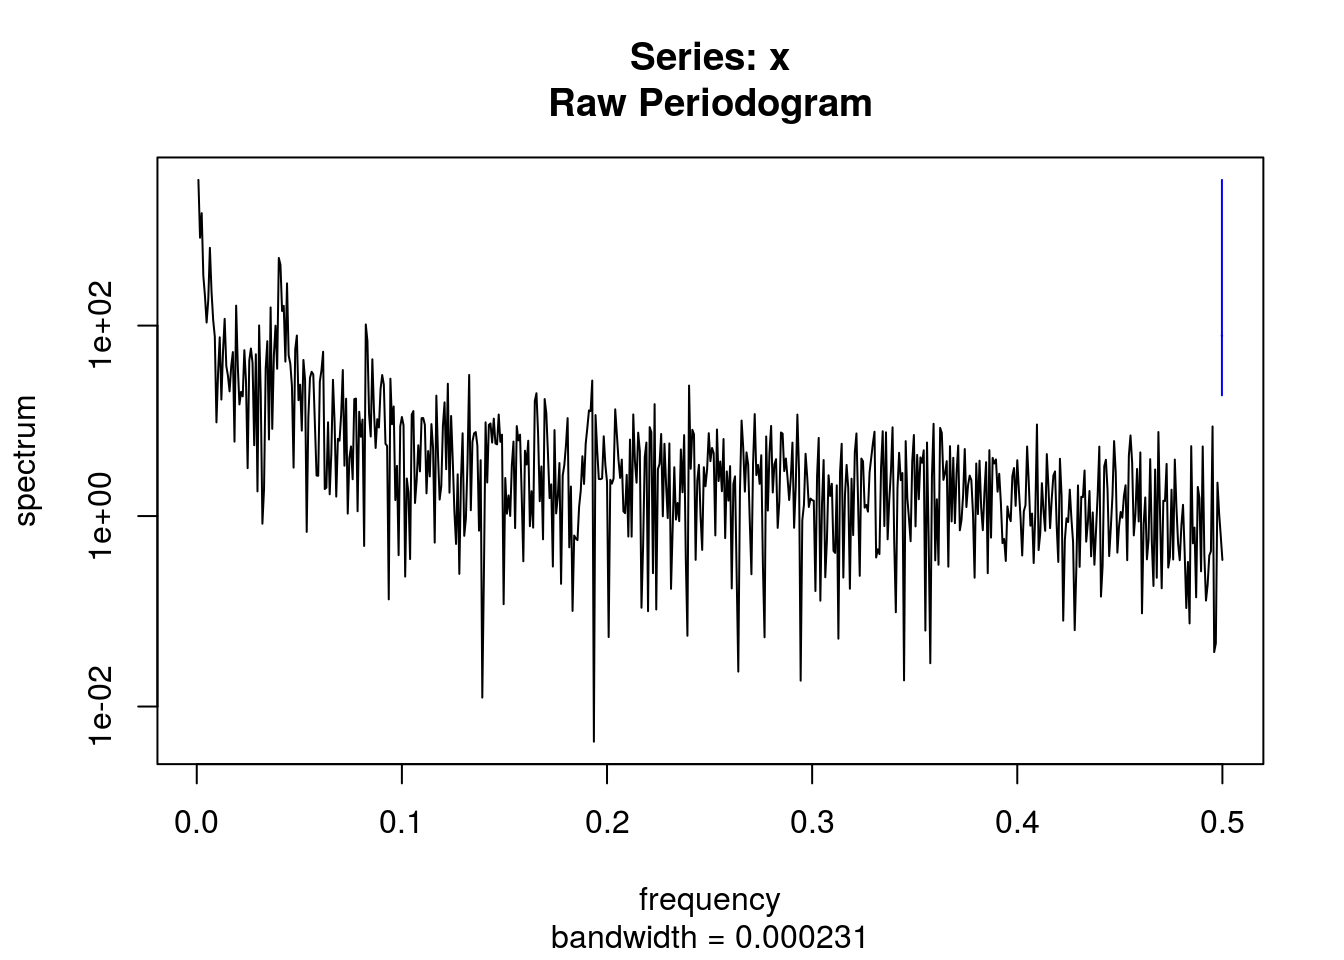 Series: x
Raw Periodogram
spectrum
1e+02
1e+00
1e-02
0.0 0.1 0.2 0.3 0.4 0.5
frequency
bandwidth = 0.000231